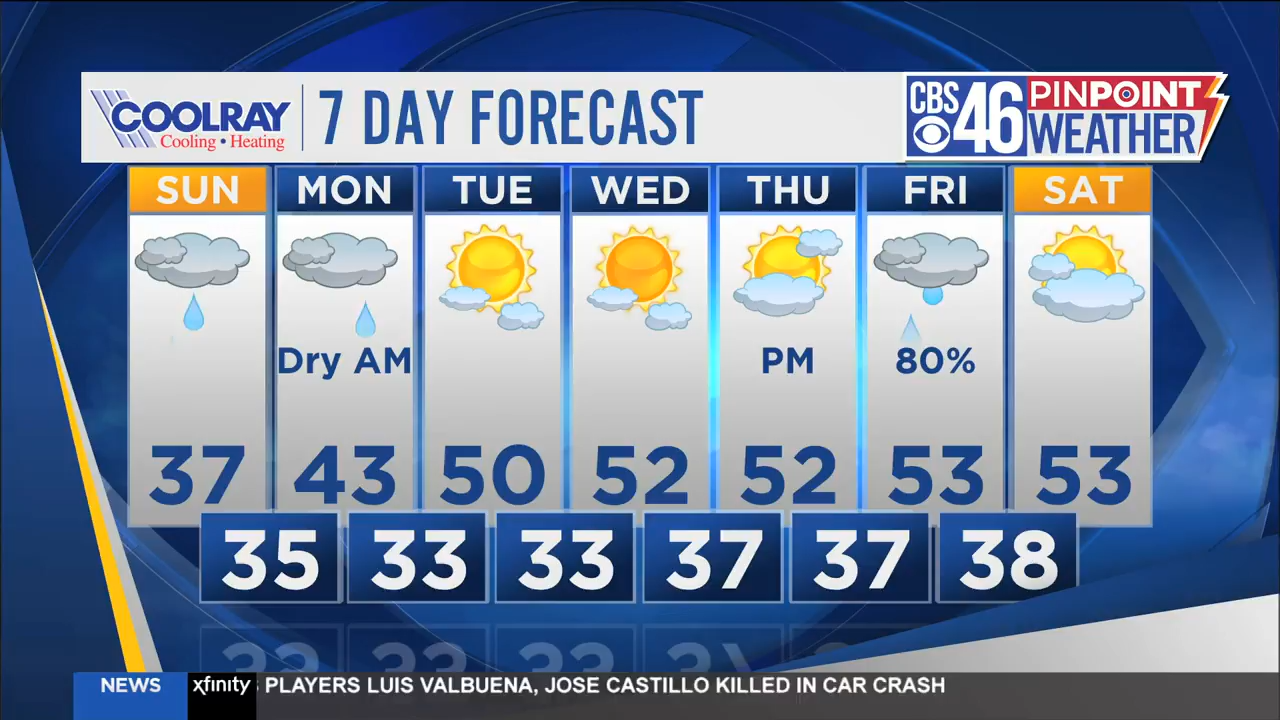 COOLRAY
Cooling • Heating
7 DAY FORECAST
CBS 46 PINPOINT WEATHER
SUN MON TUE WED THU FRI SAT
Dry AM PM 80%
37 43 50 52 52 53 53
35 33 33 37 37 38
NEWS xfinity PLAYERS LUIS VALBUENA, JOSE CASTILLO KILLED IN CAR CRASH